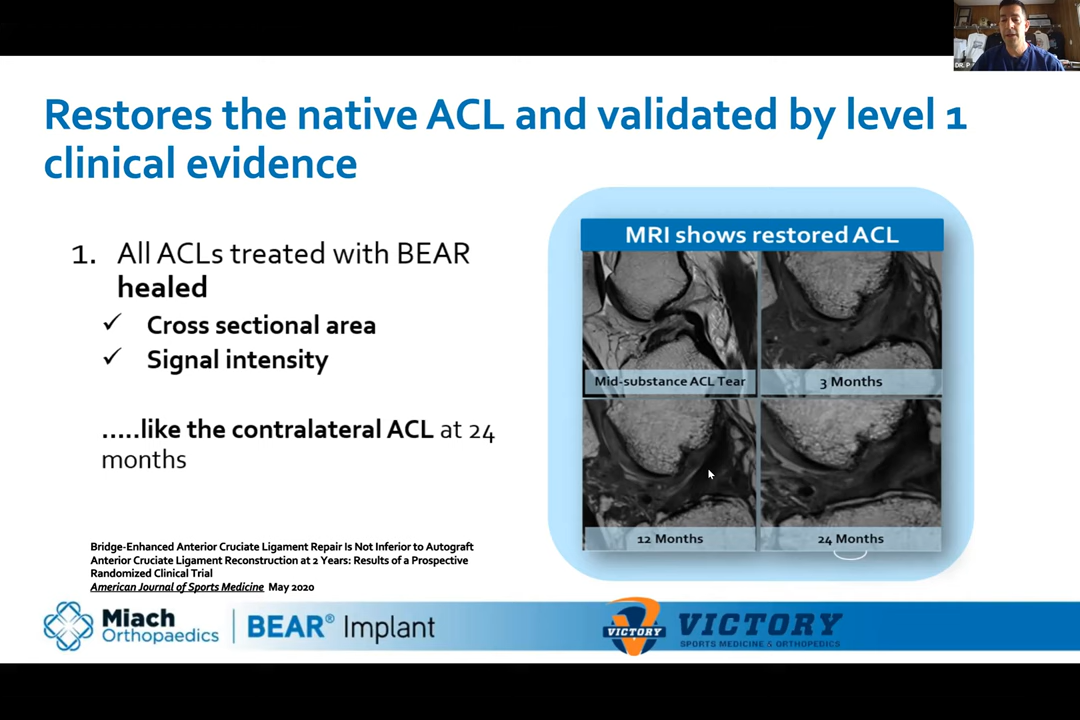 DR. P
Restores the native ACL and validated by level 1
clinical evidence
1. All ACLs treated with BEAR
healed
✓ Cross sectional area
✓ Signal intensity
.....like the contralateral ACL at 24
months
MRI shows restored ACL
Mid-substance ACL Tear
3 Months
12 Months
24 Months
Bridge-Enhanced Anterior Cruciate Ligament Repair Is Not Inferior to Autograft
Anterior Cruciate Ligament Reconstruction at 2 Years: Results of a Prospective
Randomized Clinical Trial
American Journal of Sports Medicine May 2020
Miach
Orthopaedics
BEAR® Implant
VICTORY
VICTORY
SPORTS MEDICINE & ORTHOPEDICS